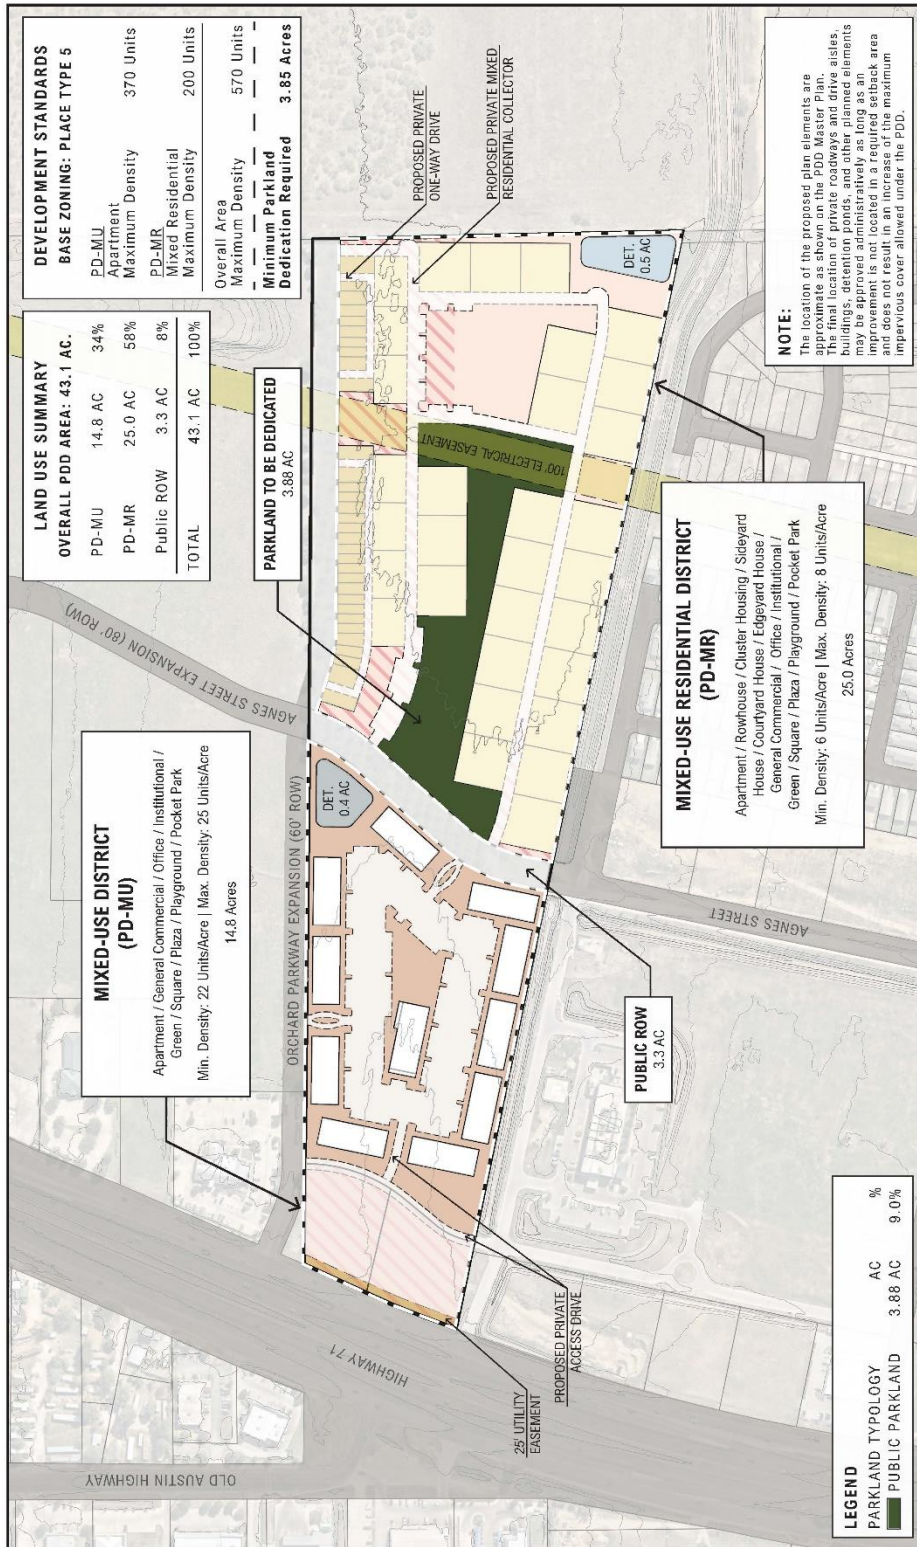 MIXED-USE DISTRICT
(PD-MU)
Apartment / General Commercial / Office / Institutional /
Green / Square / Plaza / Playground / Pocket Park
Min. Density: 22 Units/Acre | Max. Density: 25 Units/Acre
14.8 Acres
LAND USE SUMMARY
OVERALL PDD AREA: 43.1 AC.
PD-MU 14.8 AC 34%
PD-MR 25.0 AC 58%
Public ROW 3.3 AC 8%
TOTAL 43.1 AC 100%
DEVELOPMENT STANDARDS
BASE ZONING: PLACE TYPE 5
PD-MU
Apartment
Maximum Density 370 Units
PD-MR
Mixed Residential
Maximum Density 200 Units
Overall Area
Maximum Density 570 Units
Minimum Parkland
Dedication Required 3.85 Acres
PARKLAND TO BE DEDICATED
3.88 AC
AGNES STREET EXPANSION (80' ROW)
ORCHARD PARKWAY EXPANSION (60' ROW)
PROPOSED PRIVATE
ONE-WAY DRIVE
PROPOSED PRIVATE MIXED
RESIDENTIAL COLLECTOR
DET.
0.4 AC
DET.
0.5 AC
100' ELECTRICAL EASEMENT
HIGHWAY 71
OLD AUSTIN HIGHWAY
25' UTILITY
EASEMENT
PROPOSED PRIVATE
ACCESS DRIVE
PUBLIC ROW
3.3 AC
AGNES STREET
MIXED-USE RESIDENTIAL DISTRICT
(PD-MR)
Apartment / Rowhouse / Cluster Housing / Sideyard
House / Courtyard House / Edgeyard House /
General Commercial / Office / Institutional /
Green / Square / Plaza / Playground / Pocket Park
Min. Density: 6 Units/Acre | Max. Density: 8 Units/Acre
25.0 Acres
NOTE:
The location of the proposed plan elements are
approximate as shown on the PDD Master Plan.
The final location of private roadways and drive aisles,
buildings, detention ponds, and other planned elements
may be approved administratively as long as an
improvement is not located in a required setback area
and does not result in an increase of the maximum
impervious cover allowed under the PDD.
LEGEND
PARKLAND TYPOLOGY AC %
PUBLIC PARKLAND 3.88 AC 9.0%